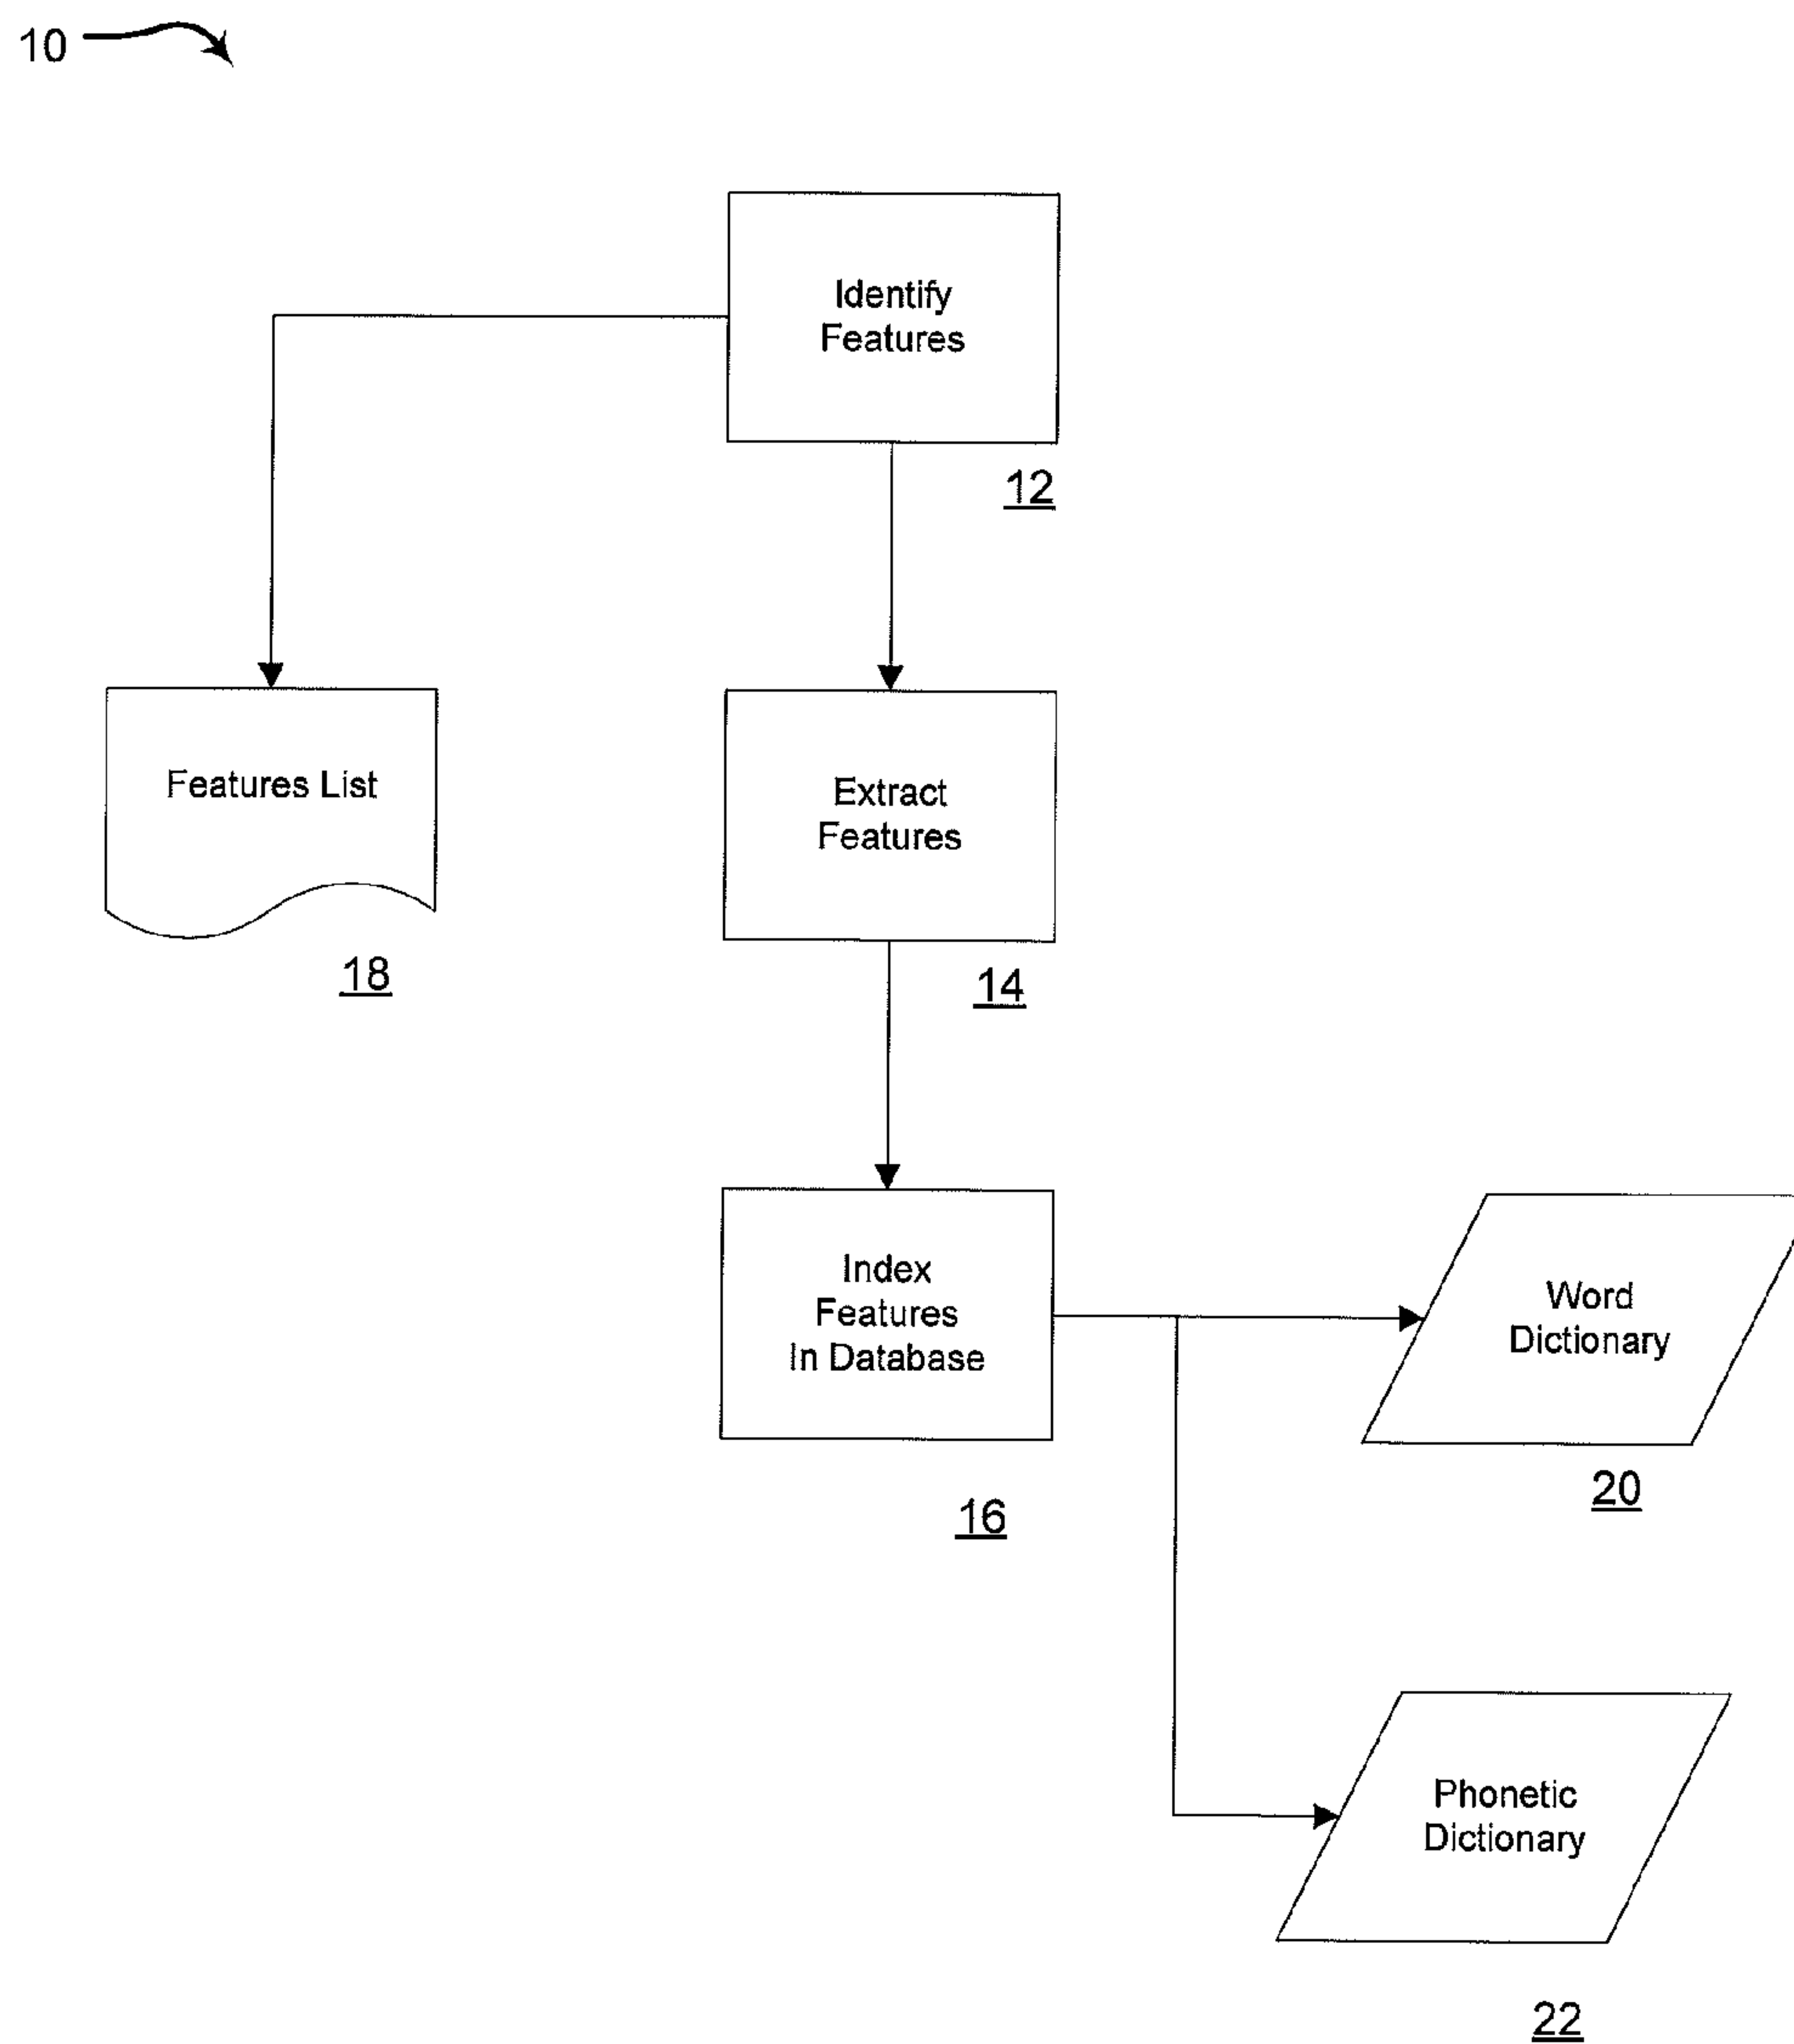 10
Identify
Features
12
Features List
18
Extract
Features
14
Index
Features
In Database
16
Word
Dictionary
20
Phonetic
Dictionary
22